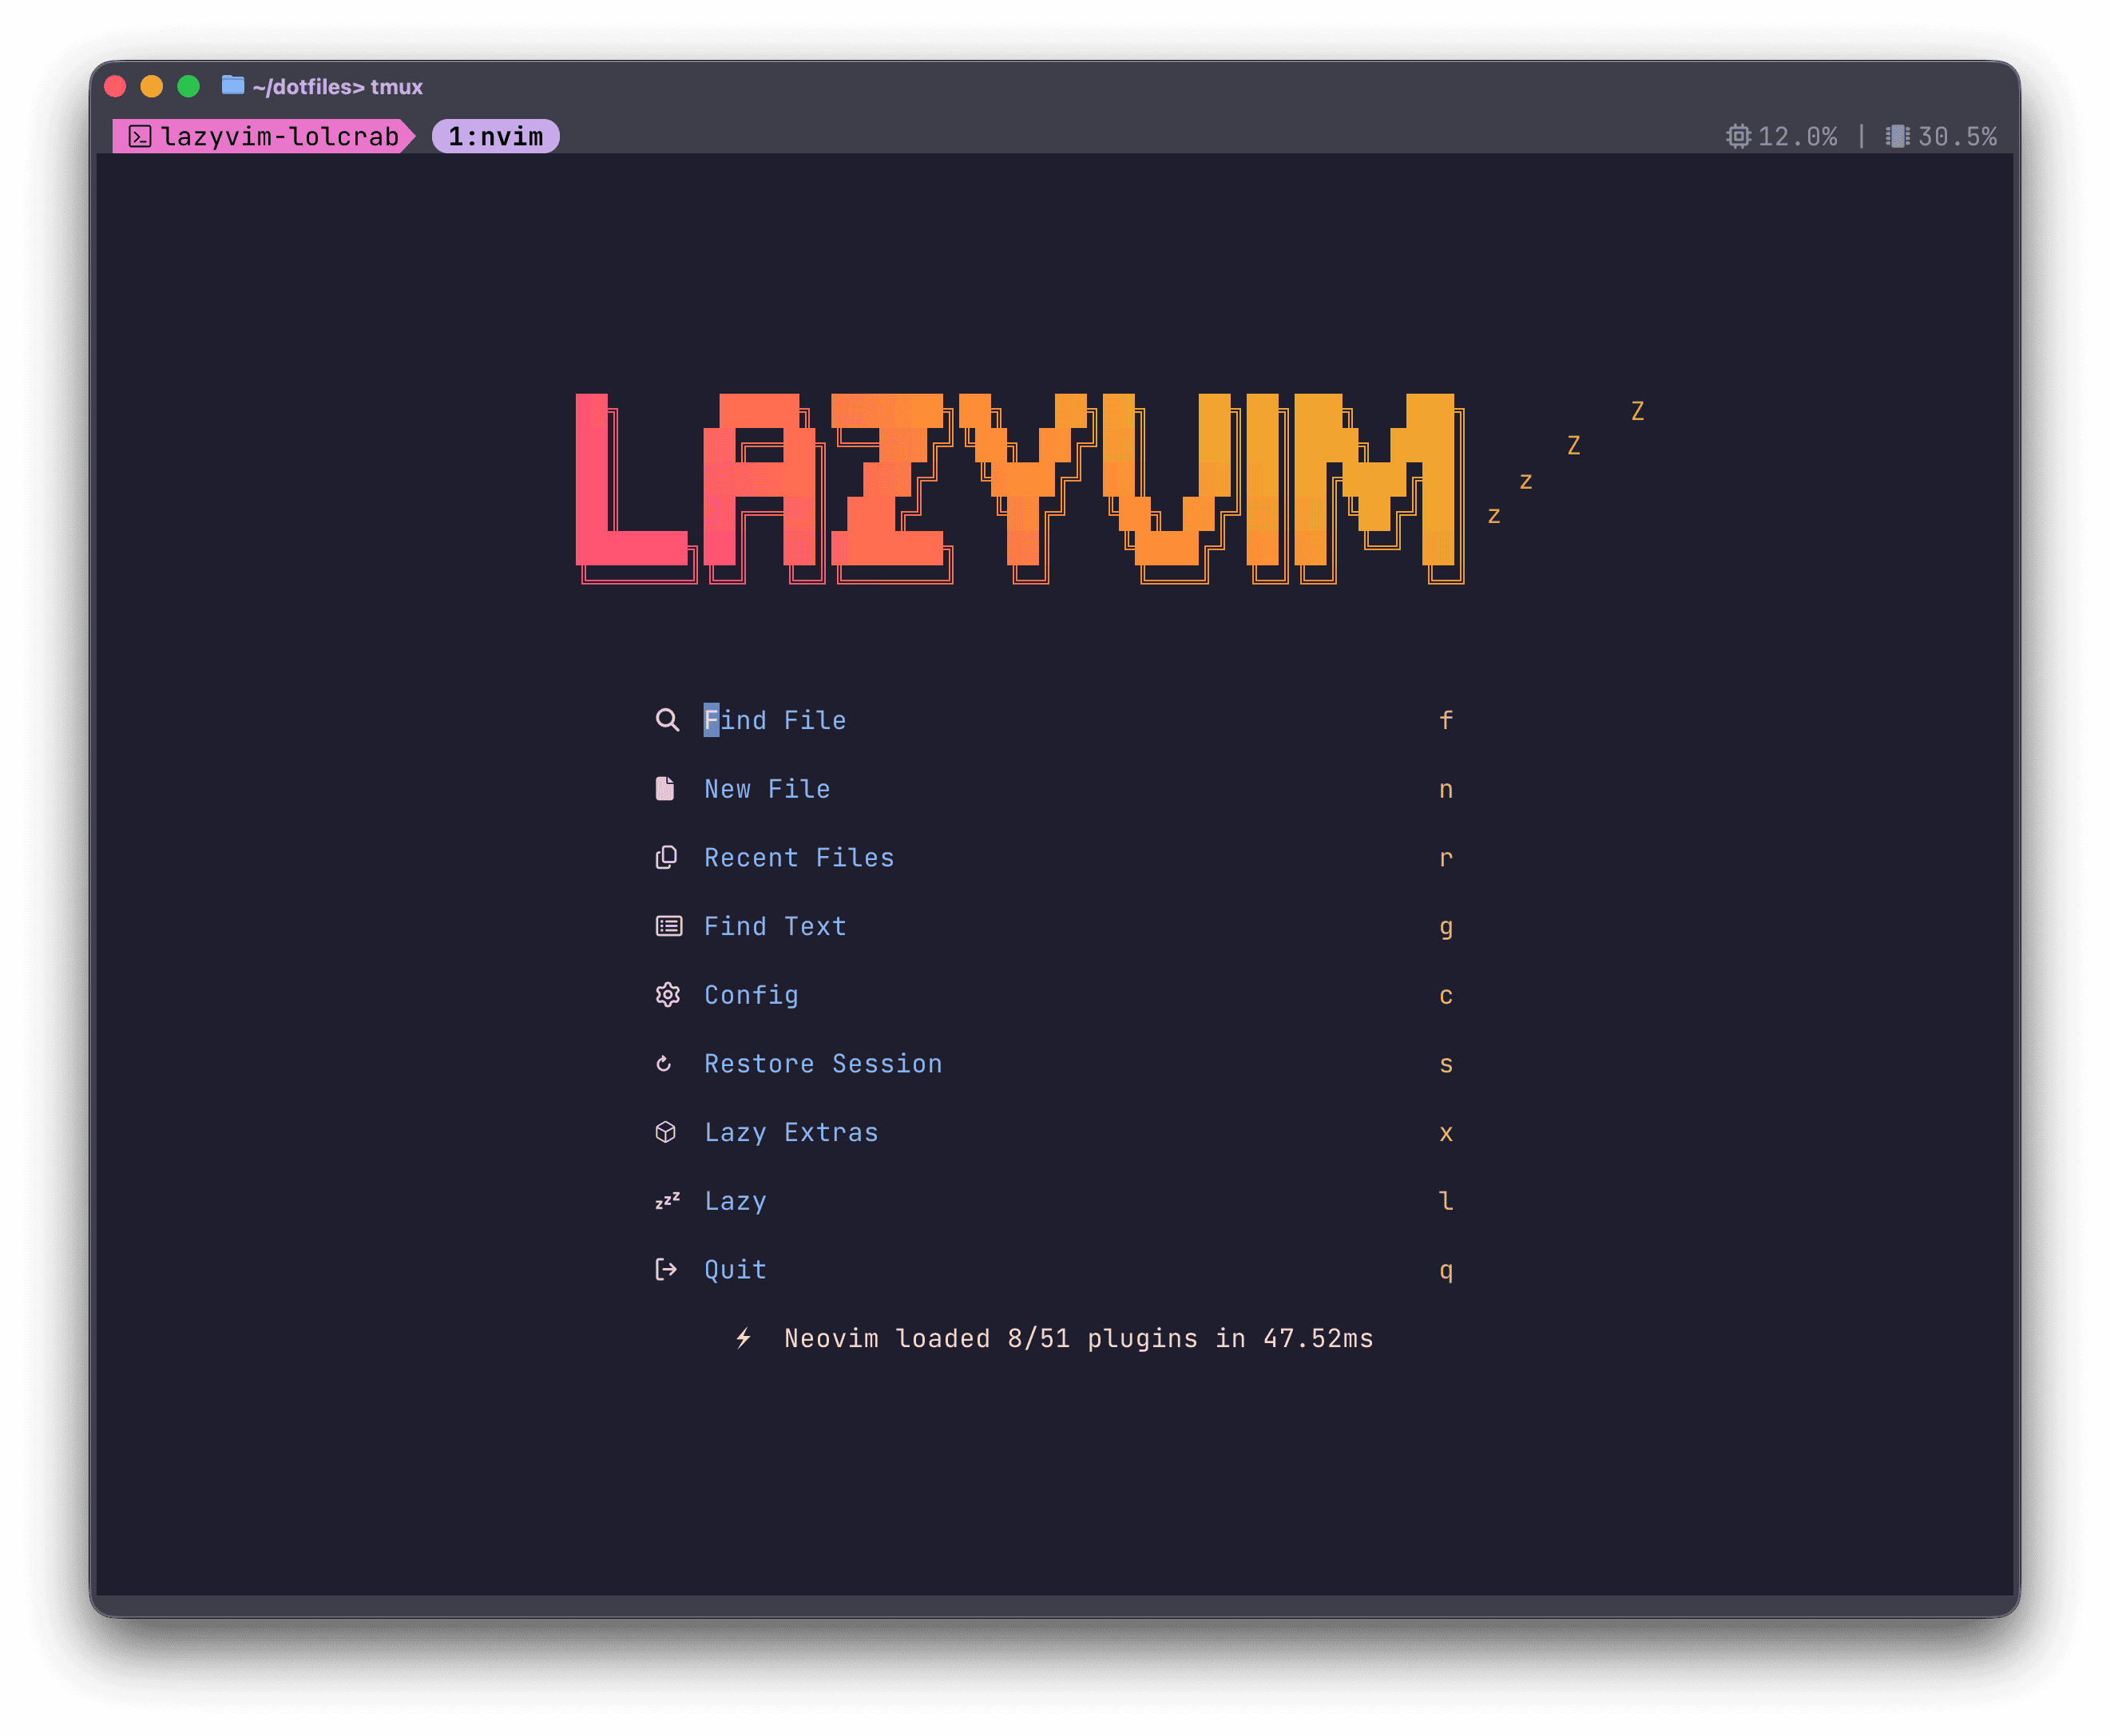 ~/dotfiles> tmux
lazyvim-lolcrab 1:nvim 12.0% | 30.5%
LAZYVIM Z
Z
z
z
Find File f
New File n
Recent Files r
Find Text g
Config c
Restore Session s
Lazy Extras x
zzz Lazy l
Quit q
Neovim loaded 8/51 plugins in 47.52ms